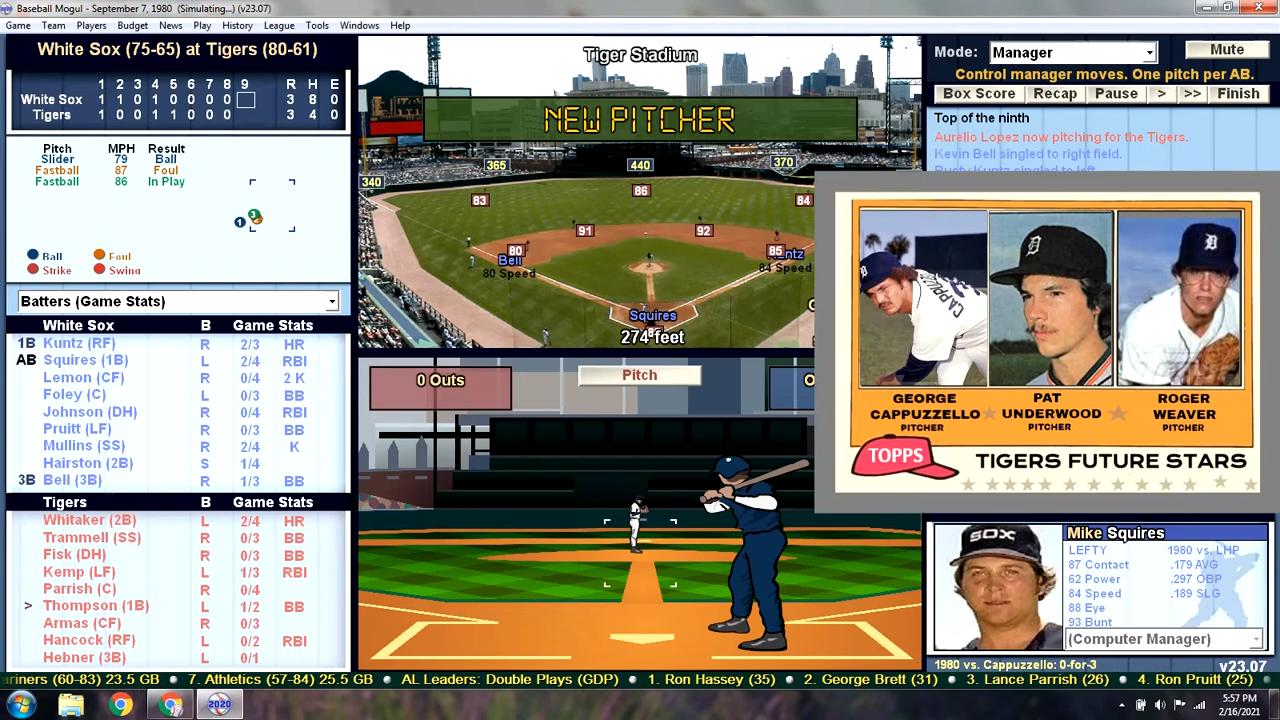 Baseball Mogul - September 7, 1980 (Simulating...) (v23.07)
Game Team Players Budget News Play History League Tools Windows Help
White Sox (75-65) at Tigers (80-61)
1 2 3 4 5 6 7 8 9 R H E
White Sox 1 1 0 1 0 0 0 0 3 8 0
Tigers 1 0 0 1 1 0 0 0 3 4 0
Pitch MPH Result
Slider 79 Ball
Fastball 87 Foul
Fastball 86 In Play
1
3
Ball Foul
Strike Swing
Batters (Game Stats)
White Sox B Game Stats
1B Kuntz (RF) R 2/3 HR
AB Squires (1B) L 2/4 RBI
Lemon (CF) R 0/4 2 K
Foley (C) L 0/3 BB
Johnson (DH) R 0/4 RBI
Pruitt (LF) R 0/3 BB
Mullins (SS) R 2/4 K
Hairston (2B) S 1/4
3B Bell (3B) R 1/3 BB
Tigers B Game Stats
Whitaker (2B) L 2/4 HR
Trammell (SS) R 0/3 BB
Fisk (DH) R 0/3 BB
Kemp (LF) L 1/3 RBI
Parrish (C) R 0/4
> Thompson (1B) L 1/2 BB
Armas (CF) R 0/3
Hancock (RF) L 0/2 RBI
Hebner (3B) L 0/1
Tiger Stadium
NEW PITCHER
340 365 440 370
83 86 84
91 92
80 85
Bell
80 Speed
84 Speed
Squires
274 feet
0 Outs
Pitch
Mode: Manager
Mute
Control manager moves. One pitch per AB.
Box Score Recap Pause > >> Finish
Top of the ninth
Aurelio Lopez now pitching for the Tigers.
Kevin Bell singled to right field.
Rusty Kuntz singled to left.
D
D
D
CAPPUZZELLO
GEORGE CAPPUZZELLO PITCHER
PAT UNDERWOOD PITCHER
ROGER WEAVER PITCHER
TOPPS
TIGERS FUTURE STARS
SOX
Mike Squires
LEFTY 1980 vs. LHP
87 Contact .179 AVG
62 Power .297 OBP
84 Speed .189 SLG
88 Eye
93 Bunt
(Computer Manager)
1980 vs. Cappuzzello: 0-for-3
v23.07
ariners (60-83) 23.5 GB 7. Athletics (57-84) 25.5 GB AL Leaders: Double Plays (GDP) 1. Ron Hassey (35) 2. George Brett (31) 3. Lance Parrish (26) 4. Ron Pruitt (25)
2020
5:57 PM
2/16/2021